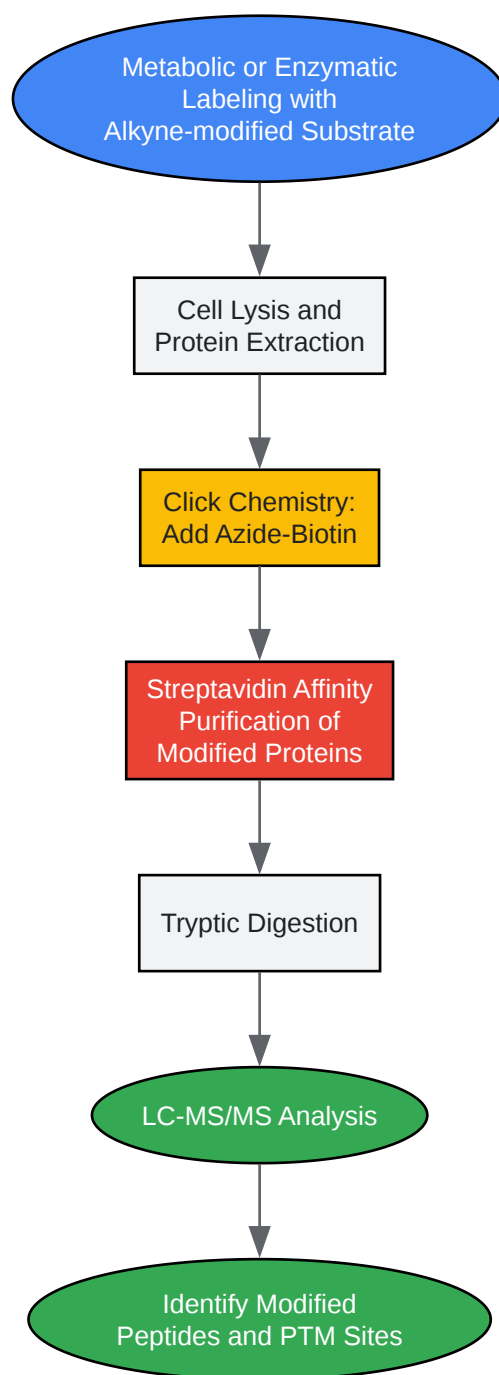 Metabolic or Enzymatic
Labeling with
Alkyne-modified Substrate
Cell Lysis and
Protein Extraction
Click Chemistry:
Add Azide-Biotin
Streptavidin Affinity
Purification of
Modified Proteins
Tryptic Digestion
LC-MS/MS Analysis
Identify Modified
Peptides and PTM Sites